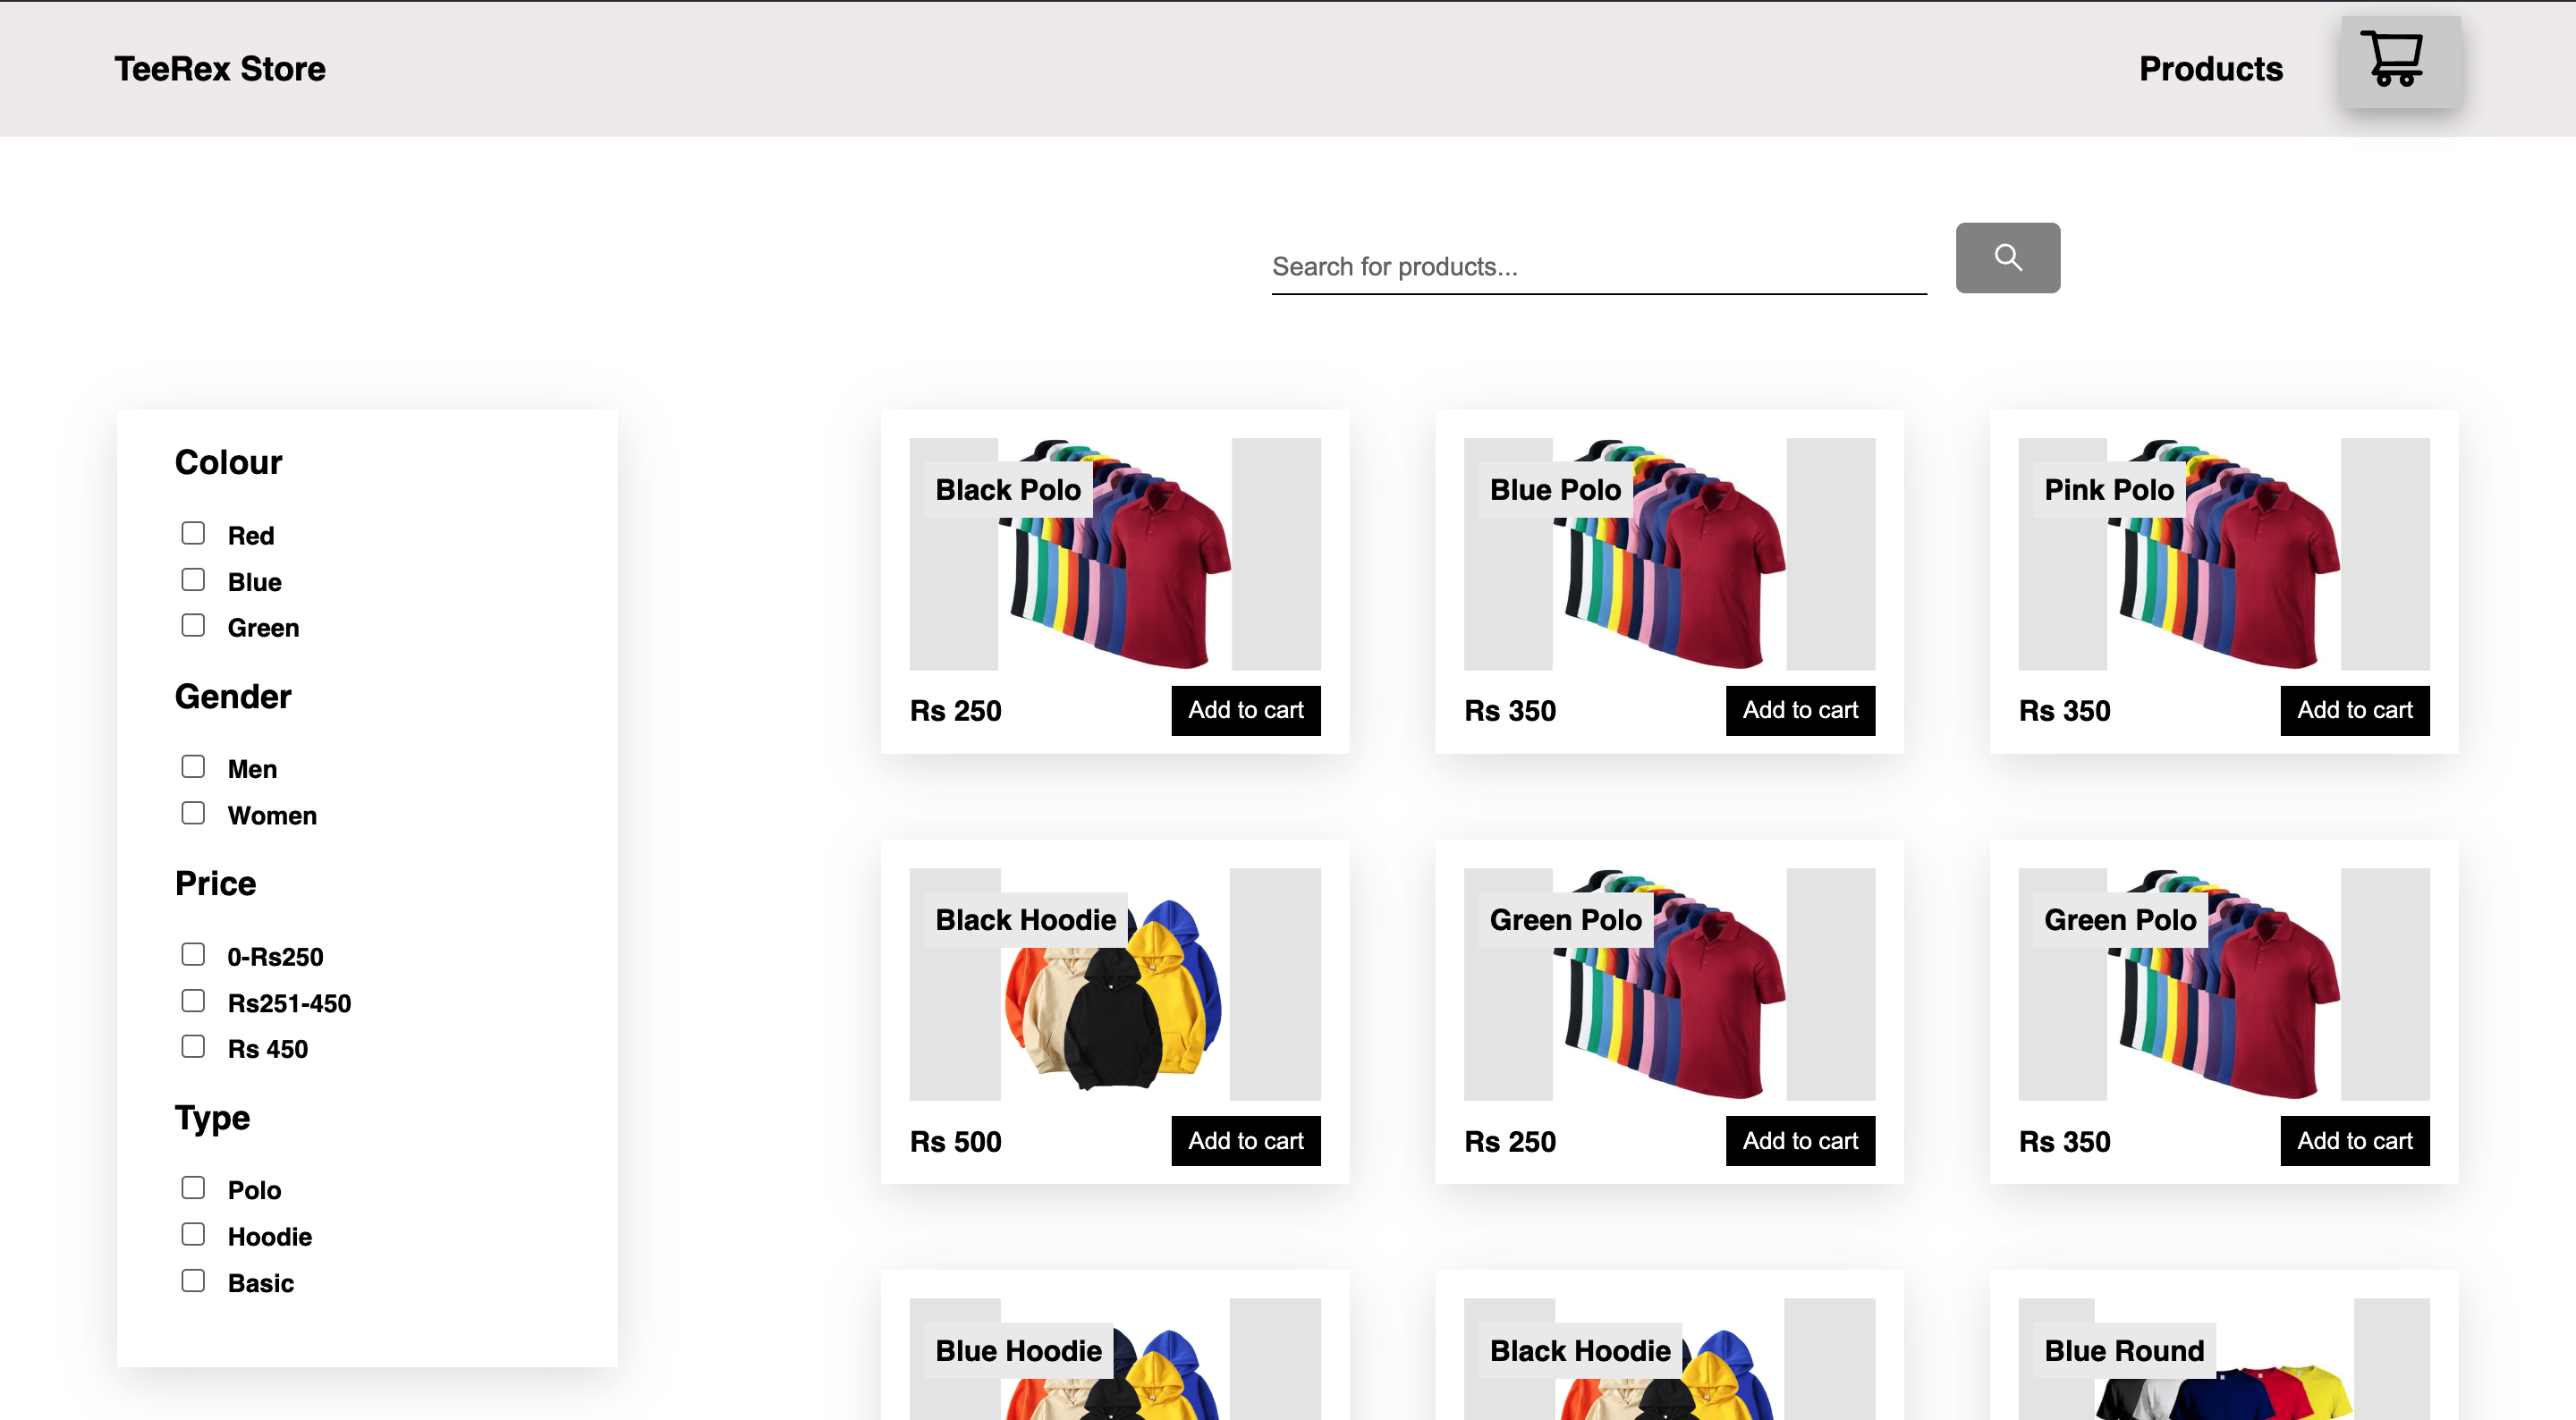 TeeRex Store
Products
Search for products...
Colour
Red
Blue
Green
Gender
Men
Women
Price
0-Rs250
Rs251-450
Rs 450
Type
Polo
Hoodie
Basic
Black Polo
Rs 250
Add to cart
Blue Polo
Rs 350
Add to cart
Pink Polo
Rs 350
Add to cart
Black Hoodie
Rs 500
Add to cart
Green Polo
Rs 250
Add to cart
Green Polo
Rs 350
Add to cart
Blue Hoodie
Black Hoodie
Blue Round